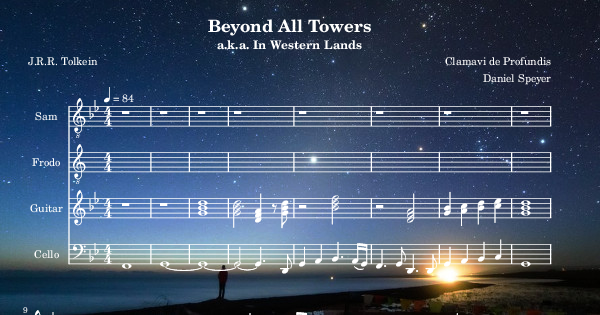 Beyond All Towers
a.k.a. In Western Lands
J.R.R. Tolkein
Clamavi de Profundis
Daniel Speyer
= 84
Sam
Frodo
Guitar
Cello
9